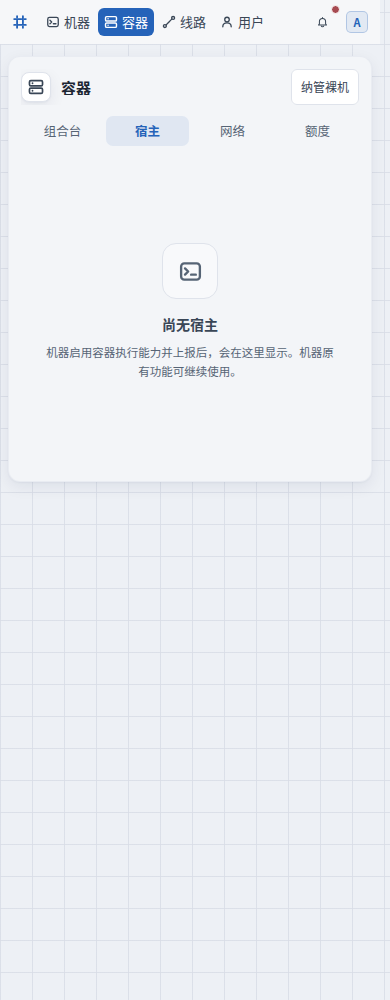 机器 容器 线路 用户 A
容器 纳管裸机
组合台 宿主 网络 额度
尚无宿主
机器启用容器执行能力并上报后，会在这里显示。机器原
有功能可继续使用。